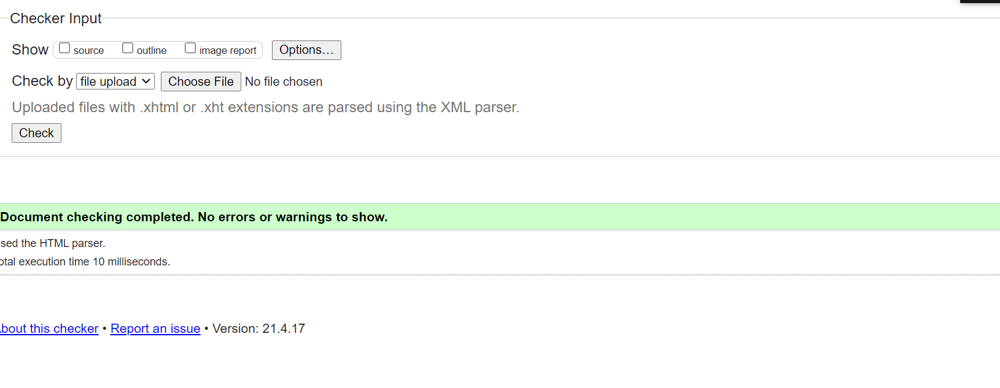 Checker Input
Show source outline image report Options...
Check by file upload Choose File No file chosen
Uploaded files with .xhtml or .xht extensions are parsed using the XML parser.
Check
Document checking completed. No errors or warnings to show.
sed the HTML parser.
otal execution time 10 milliseconds.
bout this checker • Report an issue • Version: 21.4.17